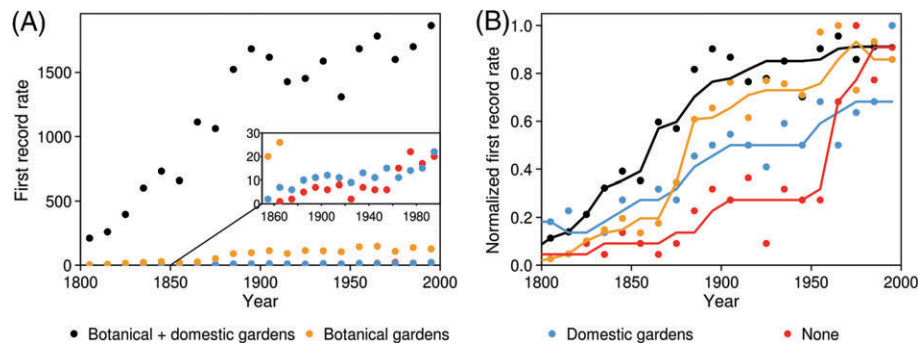 (A)
First record rate
1500
1000
500
0
1800 1850 1900 1950 2000
Year
30
20
10
0
1860 1900 1940 1980
(B)
Normalized first record rate
1.0
0.8
0.6
0.4
0.2
0.0
1800 1850 1900 1950 2000
Year
Botanical + domestic gardens Botanical gardens Domestic gardens None